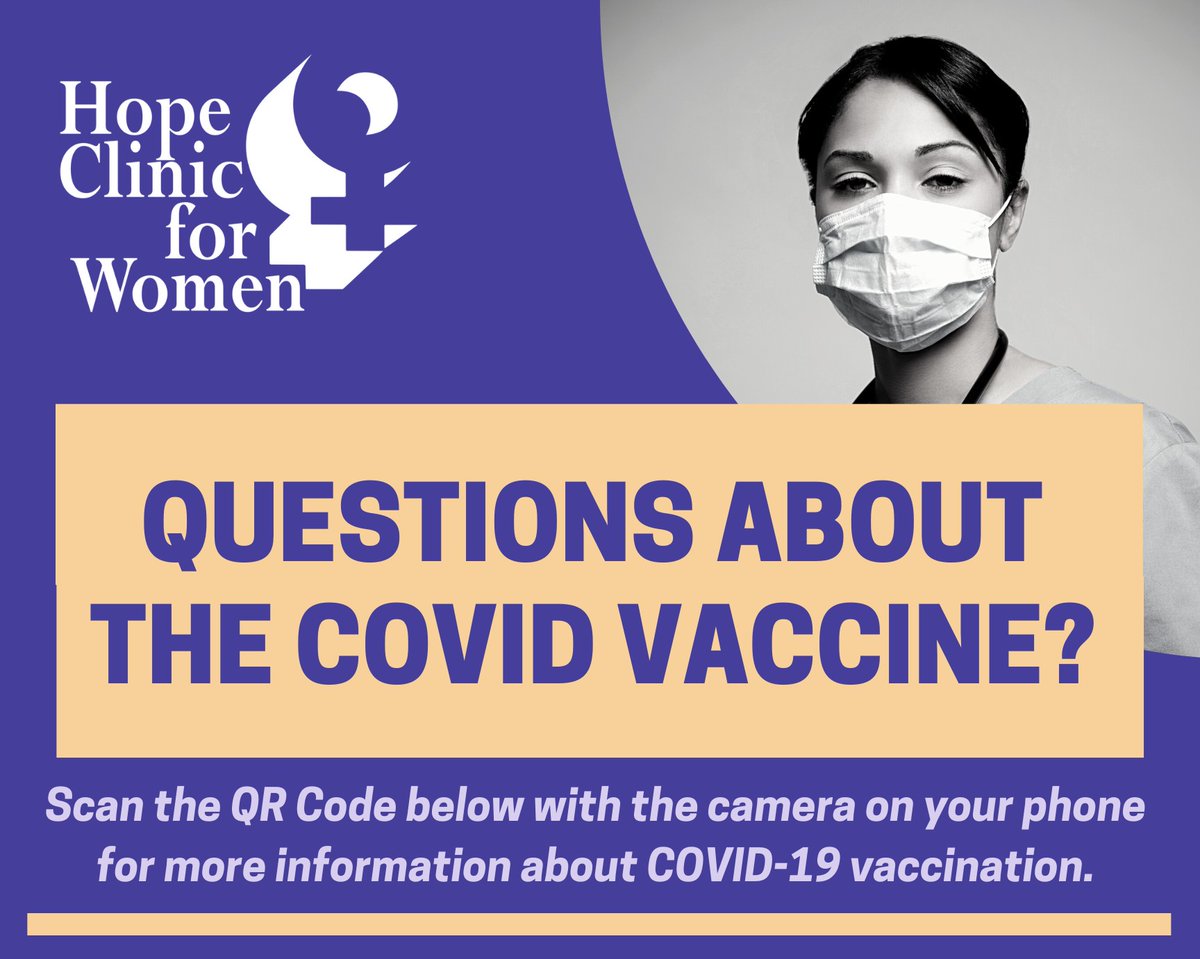 Hope
Clinic
for
Women
QUESTIONS ABOUT
THE COVID VACCINE?
Scan the QR Code below with the camera on your phone
for more information about COVID-19 vaccination.